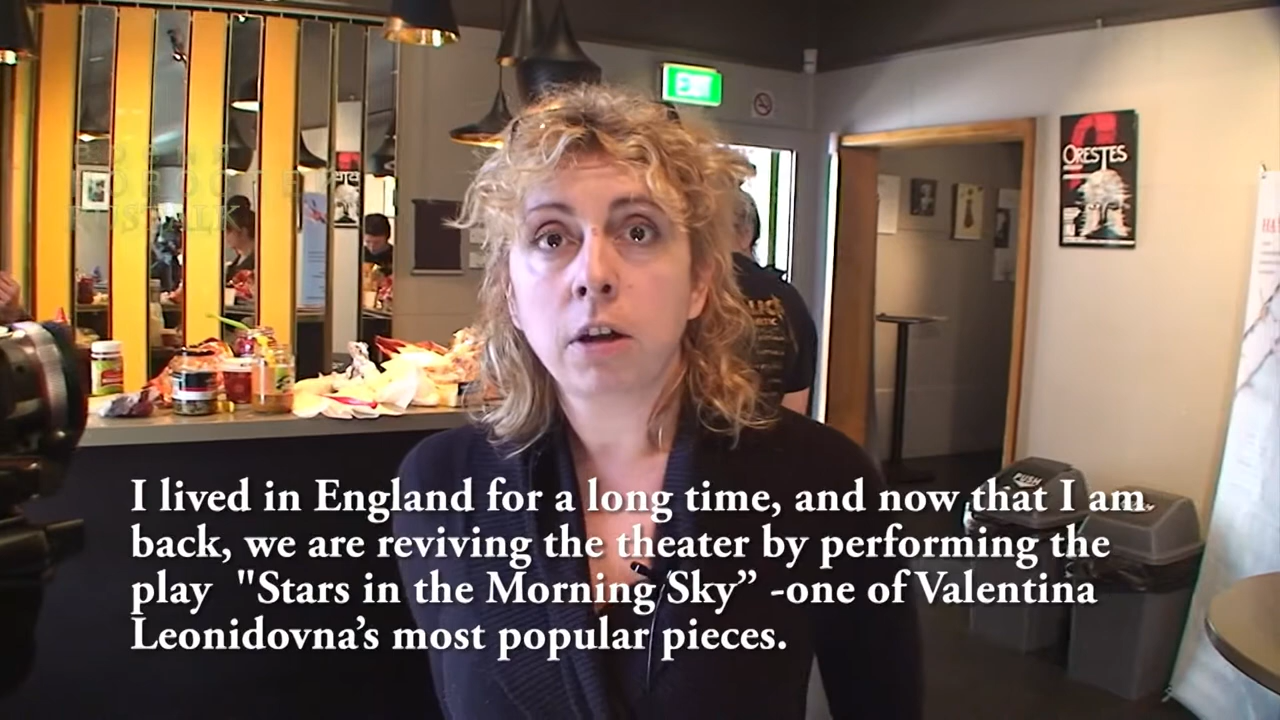 EXIT
ORESTES
PUSH
I lived in England for a long time, and now that I am
back, we are reviving the theater by performing the
play "Stars in the Morning Sky” -one of Valentina
Leonidovna’s most popular pieces.